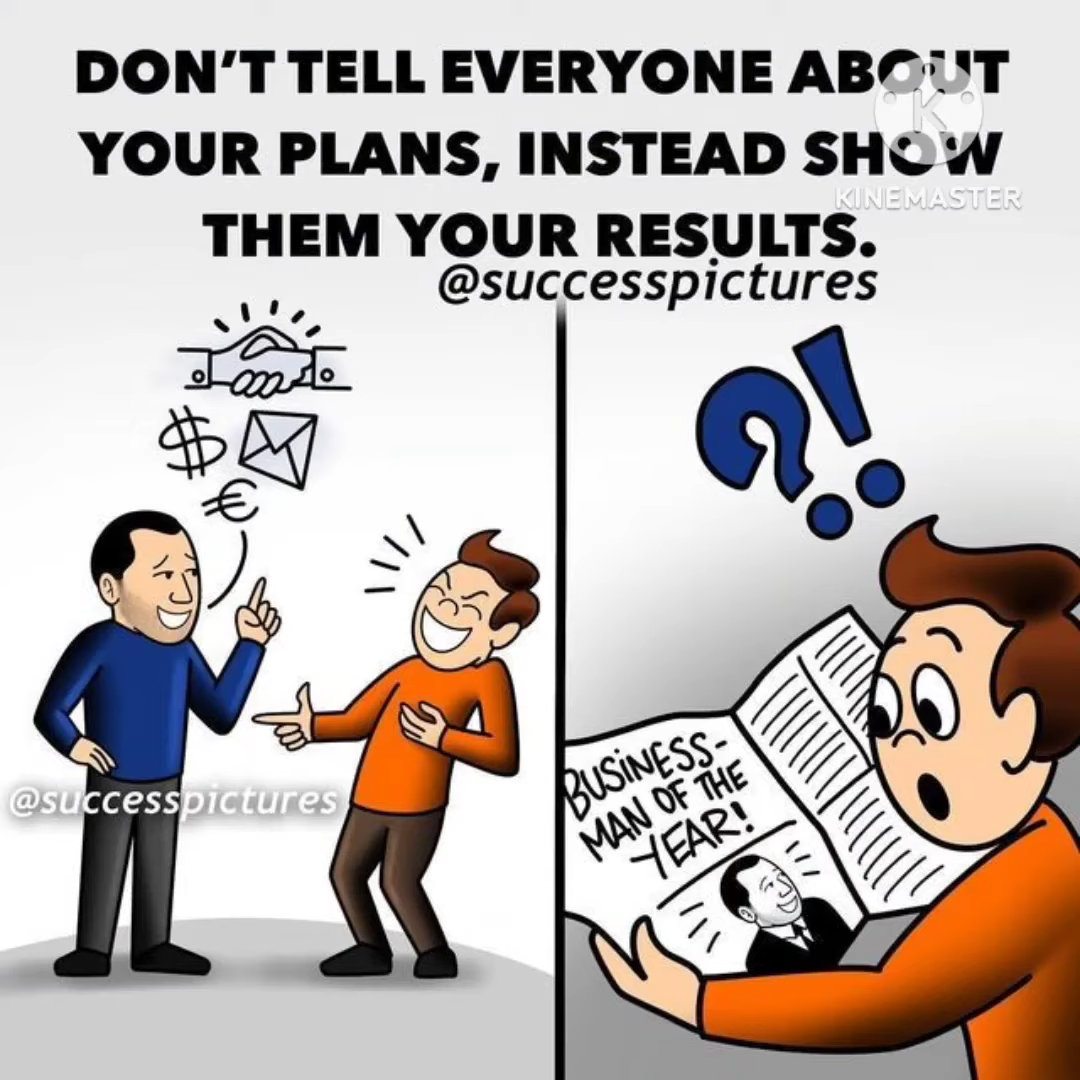 DON'T TELL EVERYONE ABOUT
YOUR PLANS, INSTEAD SHOW
THEM YOUR RESULTS.
@successpictures
KINEMASTER
$
€
?!
@successpictures
BUSINESS-
MAN OF THE
YEAR!